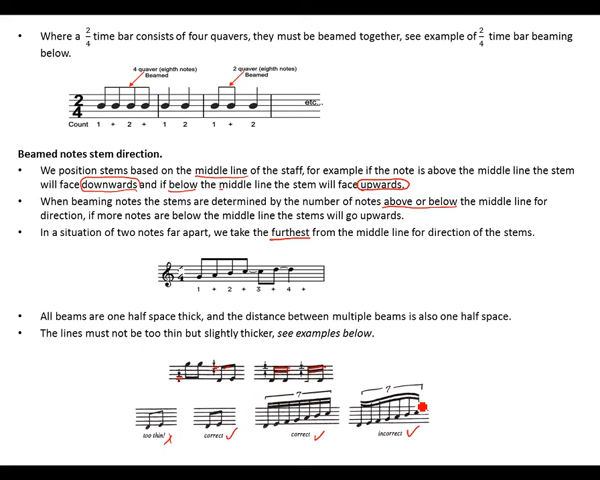 • Where a 2/4 time bar consists of four quavers, they must be beamed together, see example of 2/4 time bar beaming
below.
4 quaver (eighth notes)
Beamed
2 quaver (eighth notes)
Beamed
2
4
etc...
Count 1 + 2 + 1 2 1 + 2
Beamed notes stem direction.
• We position stems based on the middle line of the staff, for example if the note is above the middle line the stem
will face downwards and if below the middle line the stem will face upwards.
• When beaming notes the stems are determined by the number of notes above or below the middle line for
direction, if more notes are below the middle line the stems will go upwards.
• In a situation of two notes far apart, we take the furthest from the middle line for direction of the stems.
1 + 2 + 3 + 4 +
• All beams are one half space thick, and the distance between multiple beams is also one half space.
• The lines must not be too thin but slightly thicker, see examples below.
7 7
too thin! correct correct incorrect